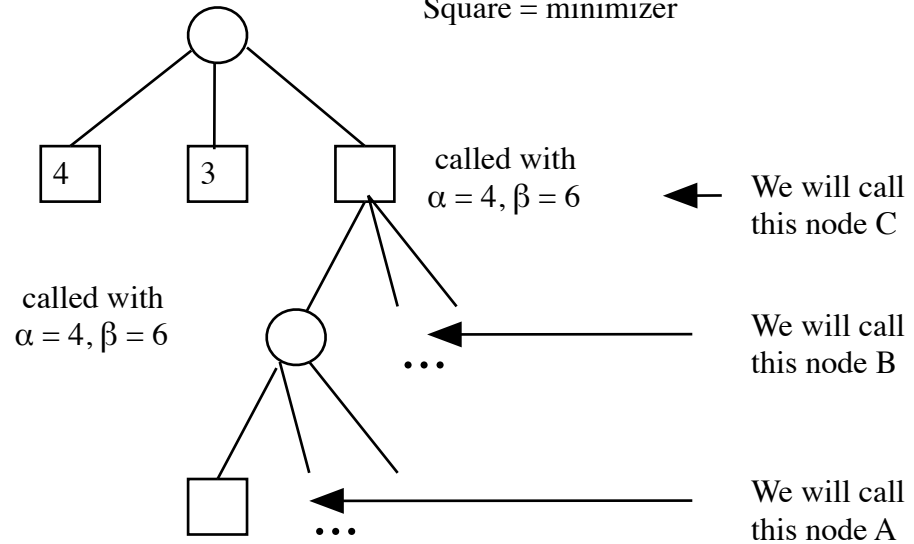 Square = minimizer
4
3
called with
α = 4, β = 6
We will call
this node C
called with
α = 4, β = 6
We will call
this node B
...
We will call
this node A
...